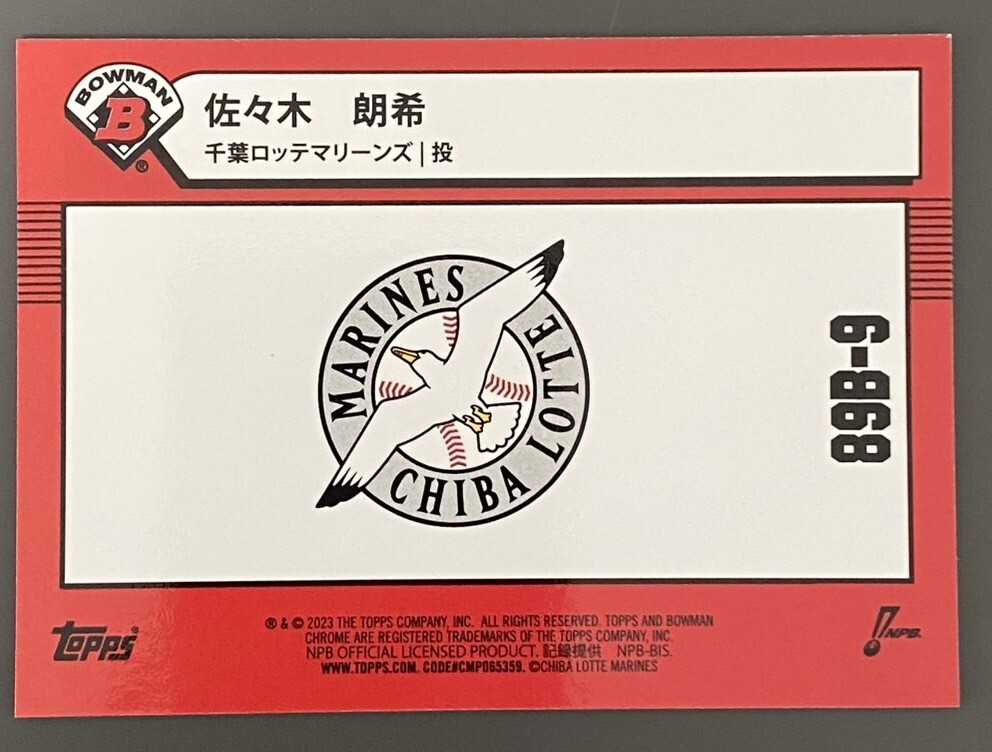 BOWMAN
B
®
佐々木 朗希
千葉ロッテマリーンズ | 投
MARINES
CHIBA LOTTE
89B-9
topps®
® & © 2023 THE TOPPS COMPANY, INC. ALL RIGHTS RESERVED. TOPPS AND BOWMAN
CHROME ARE REGISTERED TRADEMARKS OF THE TOPPS COMPANY, INC.
NPB OFFICIAL LICENSED PRODUCT. 記録提供 NPB-BIS.
WWW.TOPPS.COM. CODE#CMP065359. ©CHIBA LOTTE MARINES
NPB.